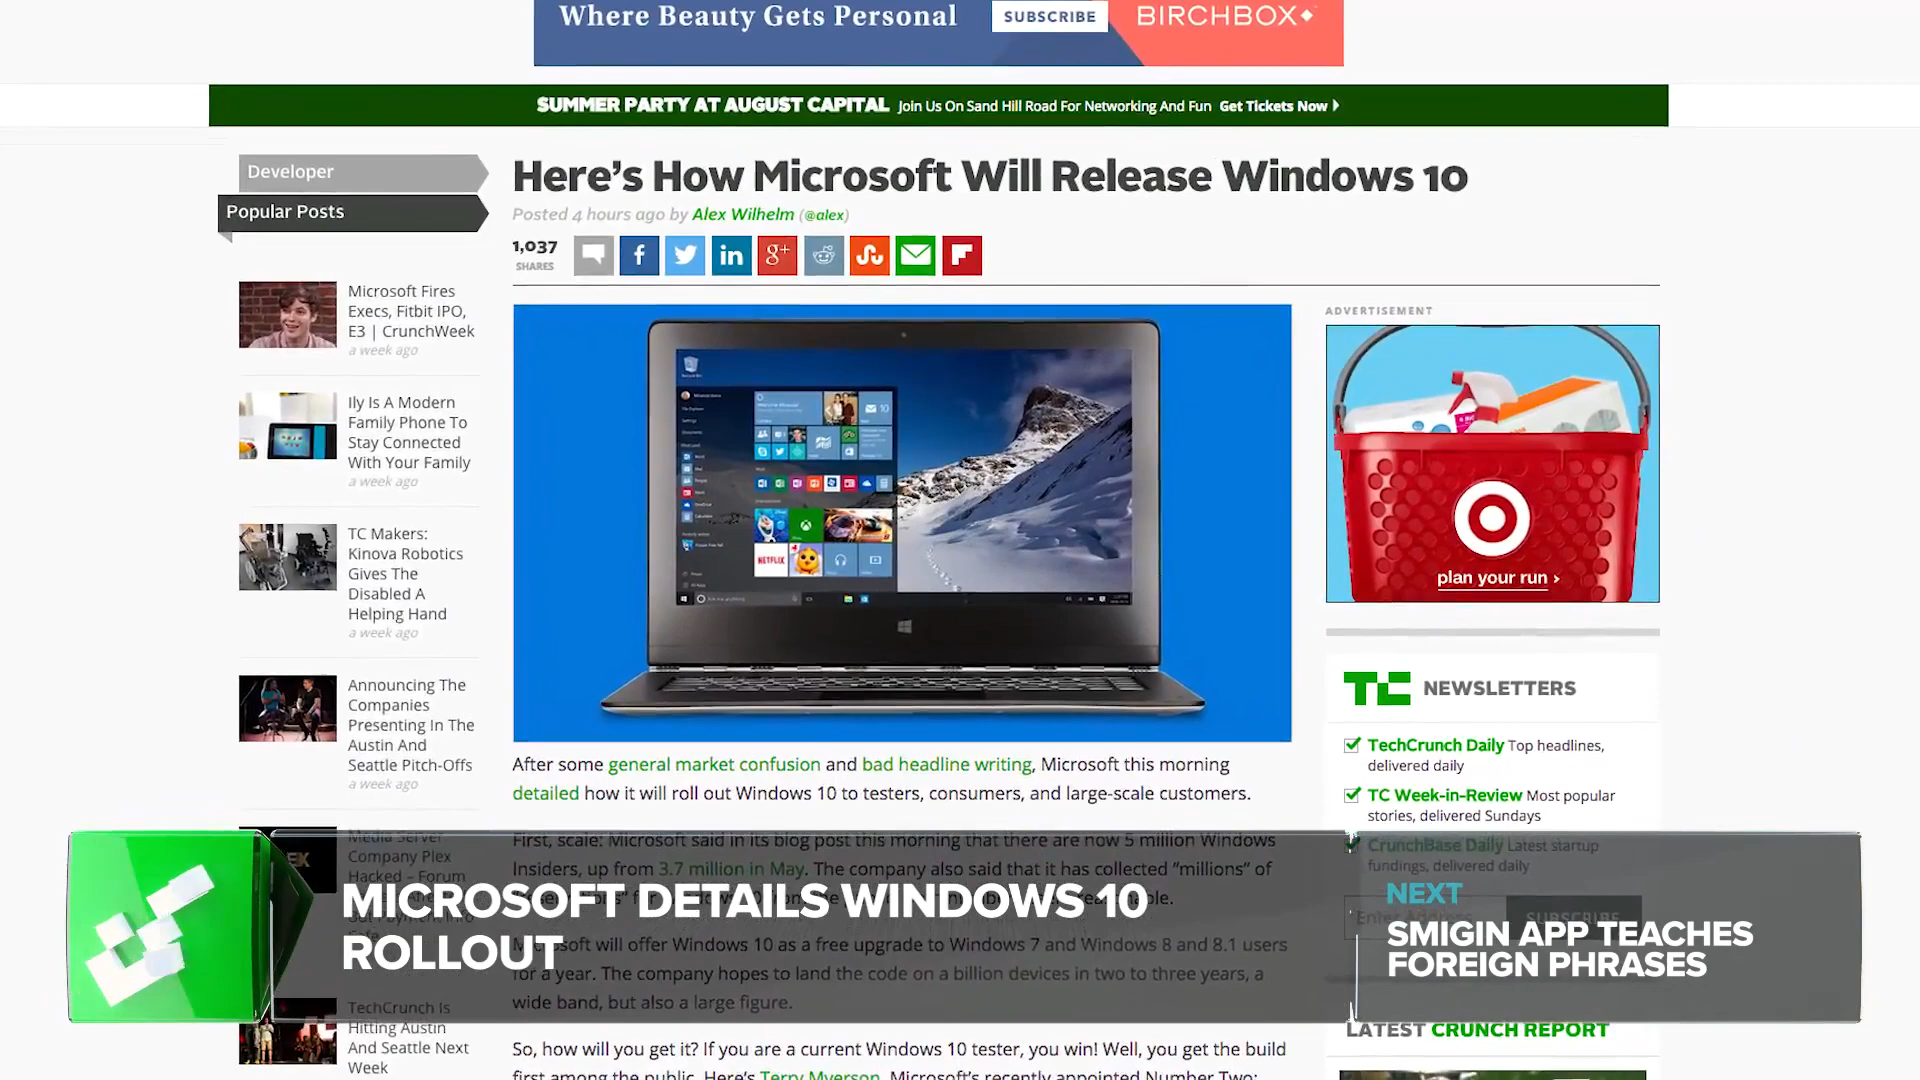 Where Beauty Gets Personal
SUBSCRIBE
BIRCHBOX
SUMMER PARTY AT AUGUST CAPITAL Join Us On Sand Hill Road For Networking And Fun Get Tickets Now
Developer
Popular Posts
Here's How Microsoft Will Release Windows 10
Posted 4 hours ago by Alex Wilhelm (@alex)
1,037
SHARES
Microsoft Fires
Execs, Fitbit IPO,
E3 | CrunchWeek
a week ago
Ily Is A Modern
Family Phone To
Stay Connected
With Your Family
a week ago
TC Makers:
Kinova Robotics
Gives The
Disabled A
Helping Hand
a week ago
Announcing The
Companies
Presenting In The
Austin And
Seattle Pitch-Offs
a week ago
Media Server
Company Plex
Hacked – Forum
TechCrunch Is
Hitting Austin
And Seattle Next
Week
NETFLIX
ADVERTISEMENT
plan your run ›
TC NEWSLETTERS
TechCrunch Daily Top headlines,
delivered daily
TC Week-in-Review Most popular
stories, delivered Sundays
CrunchBase Daily Latest startup
fundings, delivered daily
SUBSCRIBE
LATEST CRUNCH REPORT
After some general market confusion and bad headline writing, Microsoft this morning
detailed how it will roll out Windows 10 to testers, consumers, and large-scale customers.
First, scale: Microsoft said in its blog post this morning that there are now 5 million Windows
Insiders, up from 3.7 million in May. The company also said that it has collected "millions" of
Microsoft will offer Windows 10 as a free upgrade to Windows 7 and Windows 8 and 8.1 users
for a year. The company hopes to land the code on a billion devices in two to three years, a
wide band, but also a large figure.
So, how will you get it? If you are a current Windows 10 tester, you win! Well, you get the build
first among the public. Here's Terry Myerson, Microsoft's recently appointed Number Two:
MICROSOFT DETAILS WINDOWS 10
ROLLOUT
NEXT
SMIGIN APP TEACHES
FOREIGN PHRASES